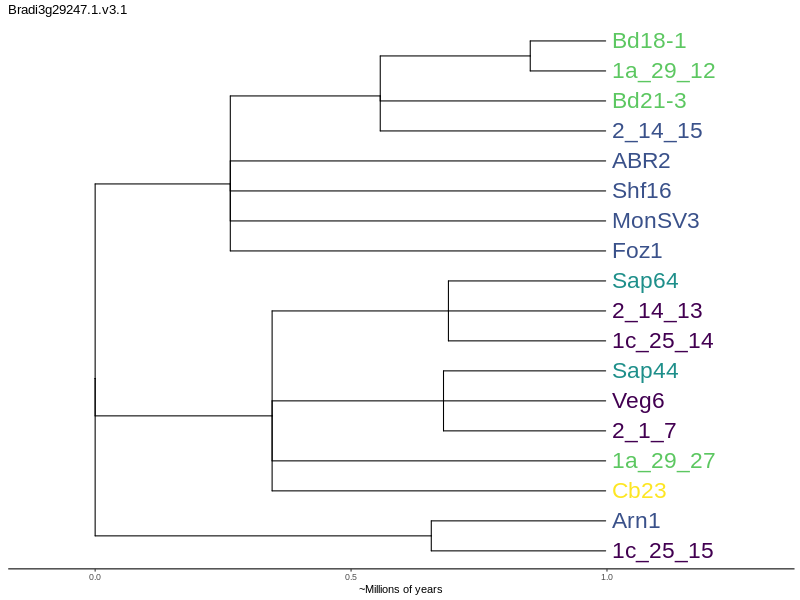 Bradi3g29247.1.v3.1
Bd18-1
1a_29_12
Bd21-3
2_14_15
ABR2
Shf16
MonSV3
Foz1
Sap64
2_14_13
1c_25_14
Sap44
Veg6
2_1_7
1a_29_27
Cb23
Arn1
1c_25_15
0.0 0.5 1.0
~Millions of years